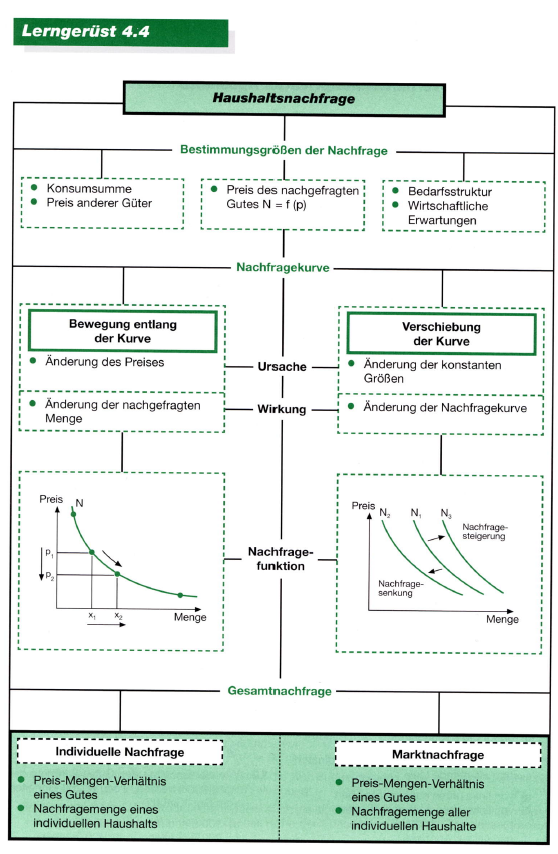 Lerngerüst 4.4
Haushaltsnachfrage
Bestimmungsgrößen der Nachfrage
Konsumsumme
Preis anderer Güter
Preis des nachgefragten
Gutes N = f (p)
Bedarfsstruktur
Wirtschaftliche
Erwartungen
Nachfragekurve
Bewegung entlang
der Kurve
Änderung des Preises
Ursache
Verschiebung
der Kurve
Änderung der konstanten
Größen
Änderung der nachgefragten
Menge
Wirkung
Änderung der Nachfragekurve
Preis
N
p₁
p₂
x₁
x₂
Menge
Nachfrage-
funktion
Preis
N₂
N₁
N₃
Nachfrage-
steigerung
Nachfrage-
senkung
Menge
Gesamtnachfrage
Individuelle Nachfrage
Preis-Mengen-Verhältnis
eines Gutes
Nachfragemenge eines
individuellen Haushalts
Marktnachfrage
Preis-Mengen-Verhältnis
eines Gutes
Nachfragemenge aller
individuellen Haushalte